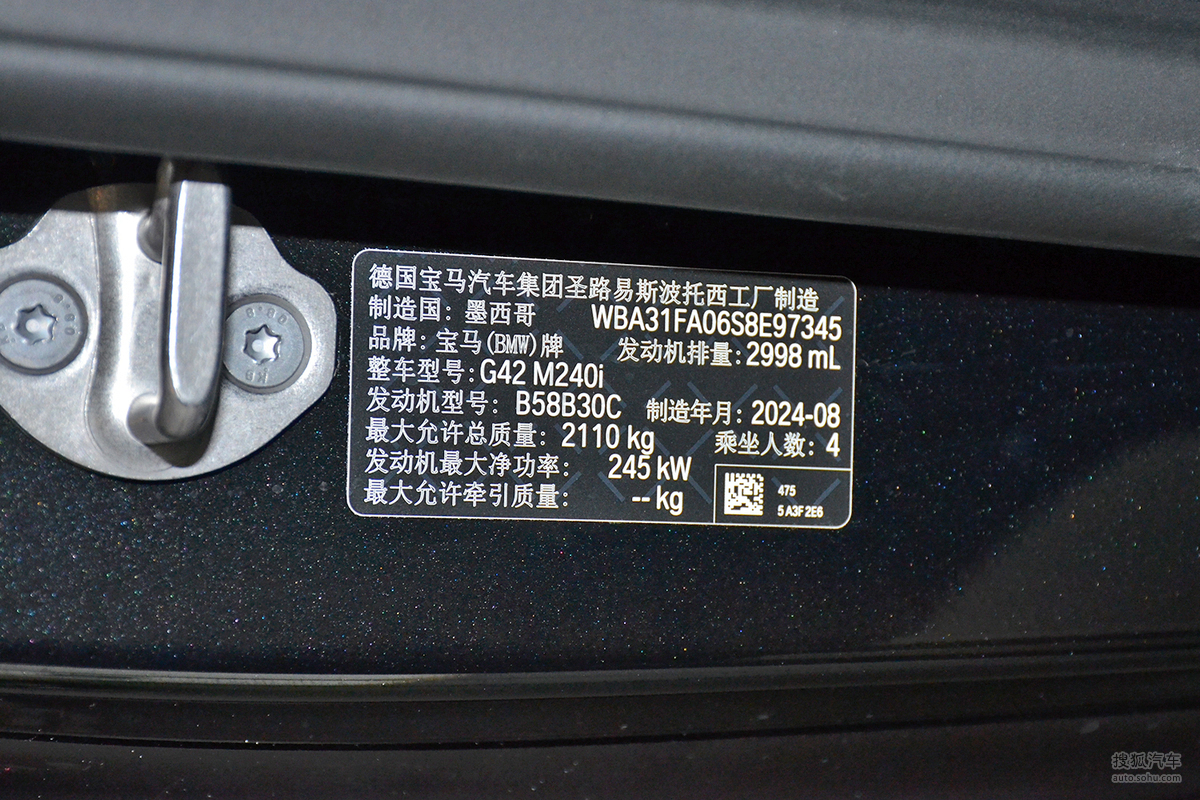 德国宝马汽车集团圣路易斯波托西工厂制造
制造国: 墨西哥 WBA31FA06S8E97345
品牌: 宝马(BMW)牌 发动机排量: 2998 mL
整车型号: G42 M240i
发动机型号: B58B30C 制造年月: 2024-08
最大允许总质量: 2110 kg 乘坐人数: 4
发动机最大净功率: 245 kW
最大允许牵引质量: -- kg
475
5A3F2E6
8.8
搜狐汽车
auto.sohu.com